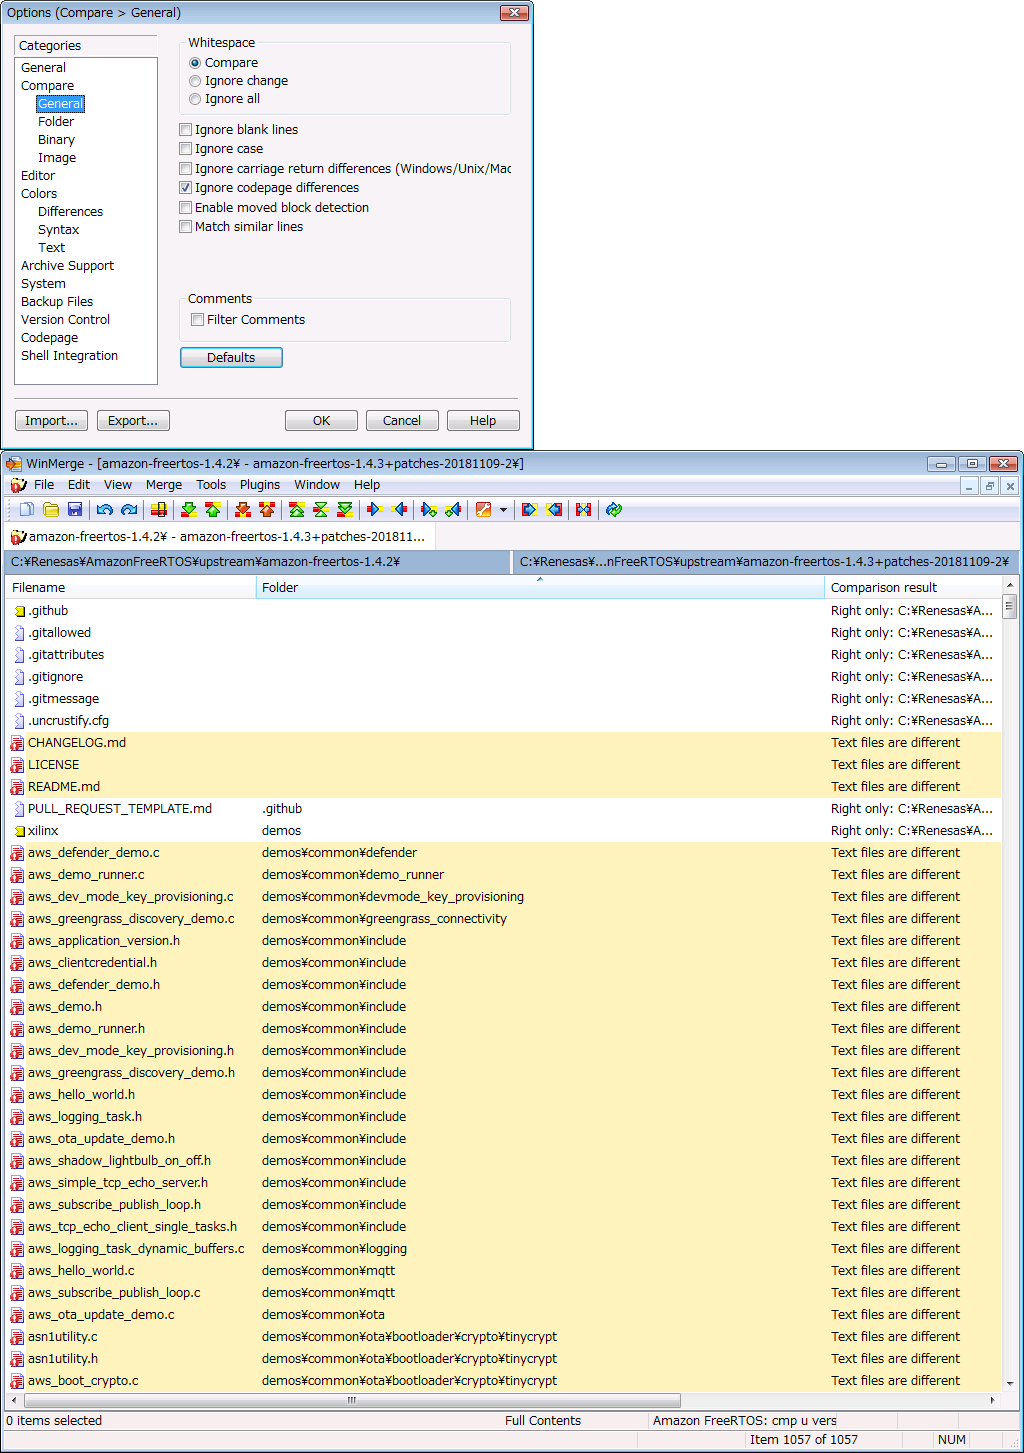 Options (Compare > General)
Categories
General
Compare
General
Folder
Binary
Image
Editor
Colors
Differences
Syntax
Text
Archive Support
System
Backup Files
Version Control
Codepage
Shell Integration
Whitespace
Compare
Ignore change
Ignore all
Ignore blank lines
Ignore case
Ignore carriage return differences (Windows/Unix/Mac
Ignore codepage differences
Enable moved block detection
Match similar lines
Comments
Filter Comments
Defaults
Import... Export... OK Cancel Help
WinMerge - [amazon-freertos-1.4.2¥ - amazon-freertos-1.4.3+patches-20181109-2¥]
File Edit View Merge Tools Plugins Window Help
amazon-freertos-1.4.2¥ - amazon-freertos-1.4.3+patches-201811...
C:¥Renesas¥AmazonFreeRTOS¥upstream¥amazon-freertos-1.4.2¥ C:¥Renesas¥...nFreeRTOS¥upstream¥amazon-freertos-1.4.3+patches-20181109-2¥
Filename Folder Comparison result
.github Right only: C:¥Renesas¥A...
.gitallowed Right only: C:¥Renesas¥A...
.gitattributes Right only: C:¥Renesas¥A...
.gitignore Right only: C:¥Renesas¥A...
.gitmessage Right only: C:¥Renesas¥A...
.uncrustify.cfg Right only: C:¥Renesas¥A...
CHANGELOG.md Text files are different
LICENSE Text files are different
README.md Text files are different
PULL_REQUEST_TEMPLATE.md .github Right only: C:¥Renesas¥A...
xilinx demos Right only: C:¥Renesas¥A...
aws_defender_demo.c demos¥common¥defender Text files are different
aws_demo_runner.c demos¥common¥demo_runner Text files are different
aws_dev_mode_key_provisioning.c demos¥common¥devmode_key_provisioning Text files are different
aws_greengrass_discovery_demo.c demos¥common¥greengrass_connectivity Text files are different
aws_application_version.h demos¥common¥include Text files are different
aws_clientcredential.h demos¥common¥include Text files are different
aws_defender_demo.h demos¥common¥include Text files are different
aws_demo.h demos¥common¥include Text files are different
aws_demo_runner.h demos¥common¥include Text files are different
aws_dev_mode_key_provisioning.h demos¥common¥include Text files are different
aws_greengrass_discovery_demo.h demos¥common¥include Text files are different
aws_hello_world.h demos¥common¥include Text files are different
aws_logging_task.h demos¥common¥include Text files are different
aws_ota_update_demo.h demos¥common¥include Text files are different
aws_shadow_lightbulb_on_off.h demos¥common¥include Text files are different
aws_simple_tcp_echo_server.h demos¥common¥include Text files are different
aws_subscribe_publish_loop.h demos¥common¥include Text files are different
aws_tcp_echo_client_single_tasks.h demos¥common¥include Text files are different
aws_logging_task_dynamic_buffers.c demos¥common¥logging Text files are different
aws_hello_world.c demos¥common¥mqtt Text files are different
aws_subscribe_publish_loop.c demos¥common¥mqtt Text files are different
aws_ota_update_demo.c demos¥common¥ota Text files are different
asn1utility.c demos¥common¥ota¥bootloader¥crypto¥tinycrypt Text files are different
asn1utility.h demos¥common¥ota¥bootloader¥crypto¥tinycrypt Text files are different
aws_boot_crypto.c demos¥common¥ota¥bootloader¥crypto¥tinycrypt Text files are different
0 items selected Full Contents Amazon FreeRTOS: cmp u vers
Item 1057 of 1057 NUM